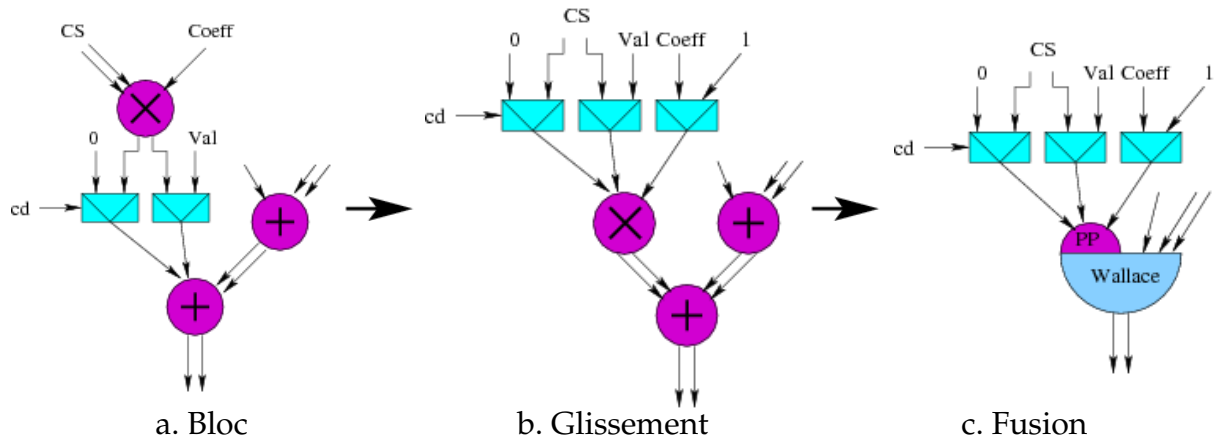 CS Coeff
0 Val
cd
a. Bloc
CS
0 Val Coeff 1
cd
b. Glissement
CS
0 Val Coeff 1
cd
PP
Wallace
c. Fusion